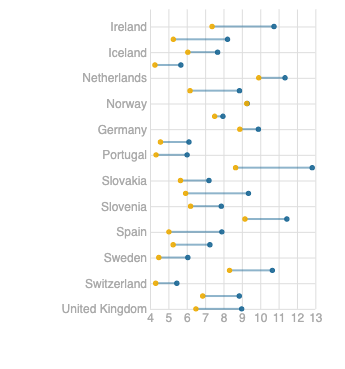 Ireland
Iceland
Netherlands
Norway
Germany
Portugal
Slovakia
Slovenia
Spain
Sweden
Switzerland
United Kingdom
4 5 6 7 8 9 10 11 12 13